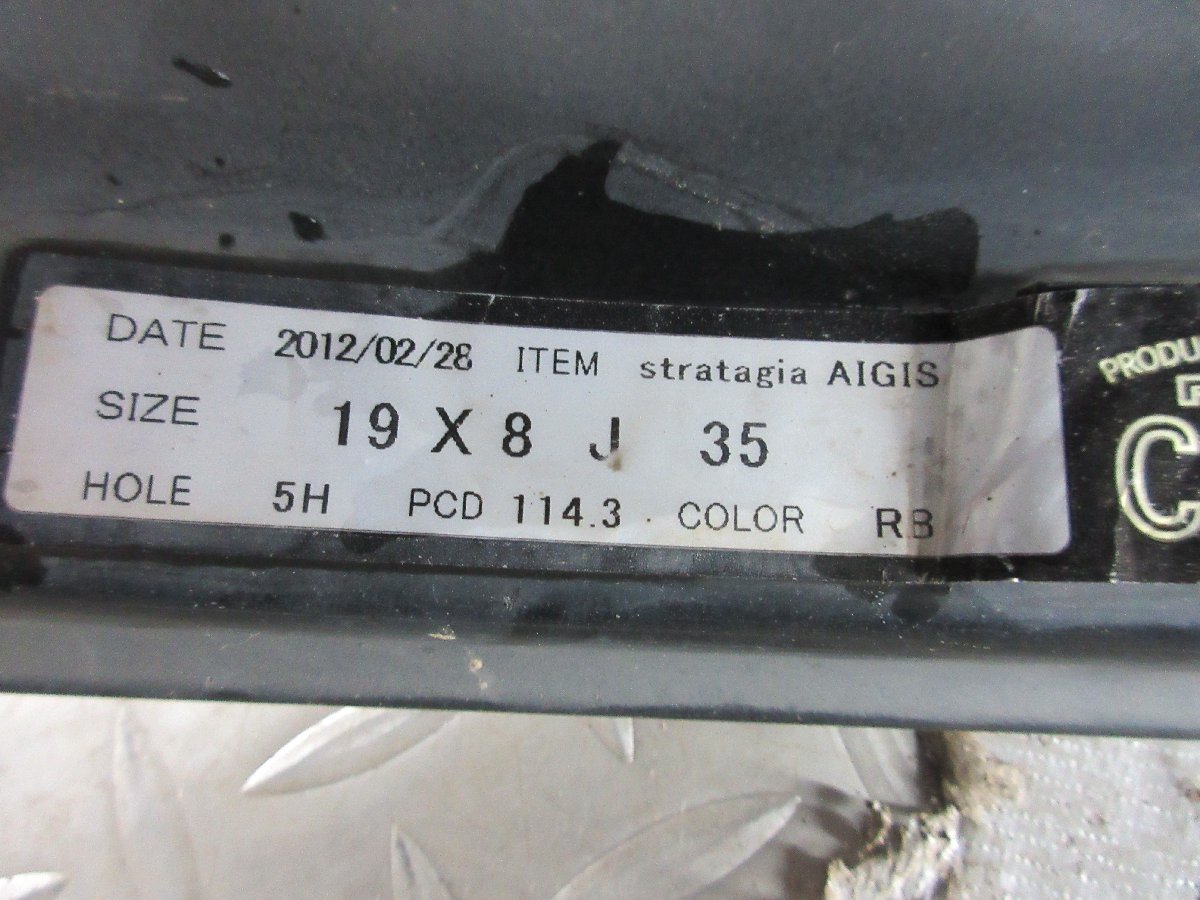 DATE 2012/02/28 ITEM stratagia AIGIS
SIZE 19 X 8 J 35
HOLE 5H PCD 114.3 COLOR RB